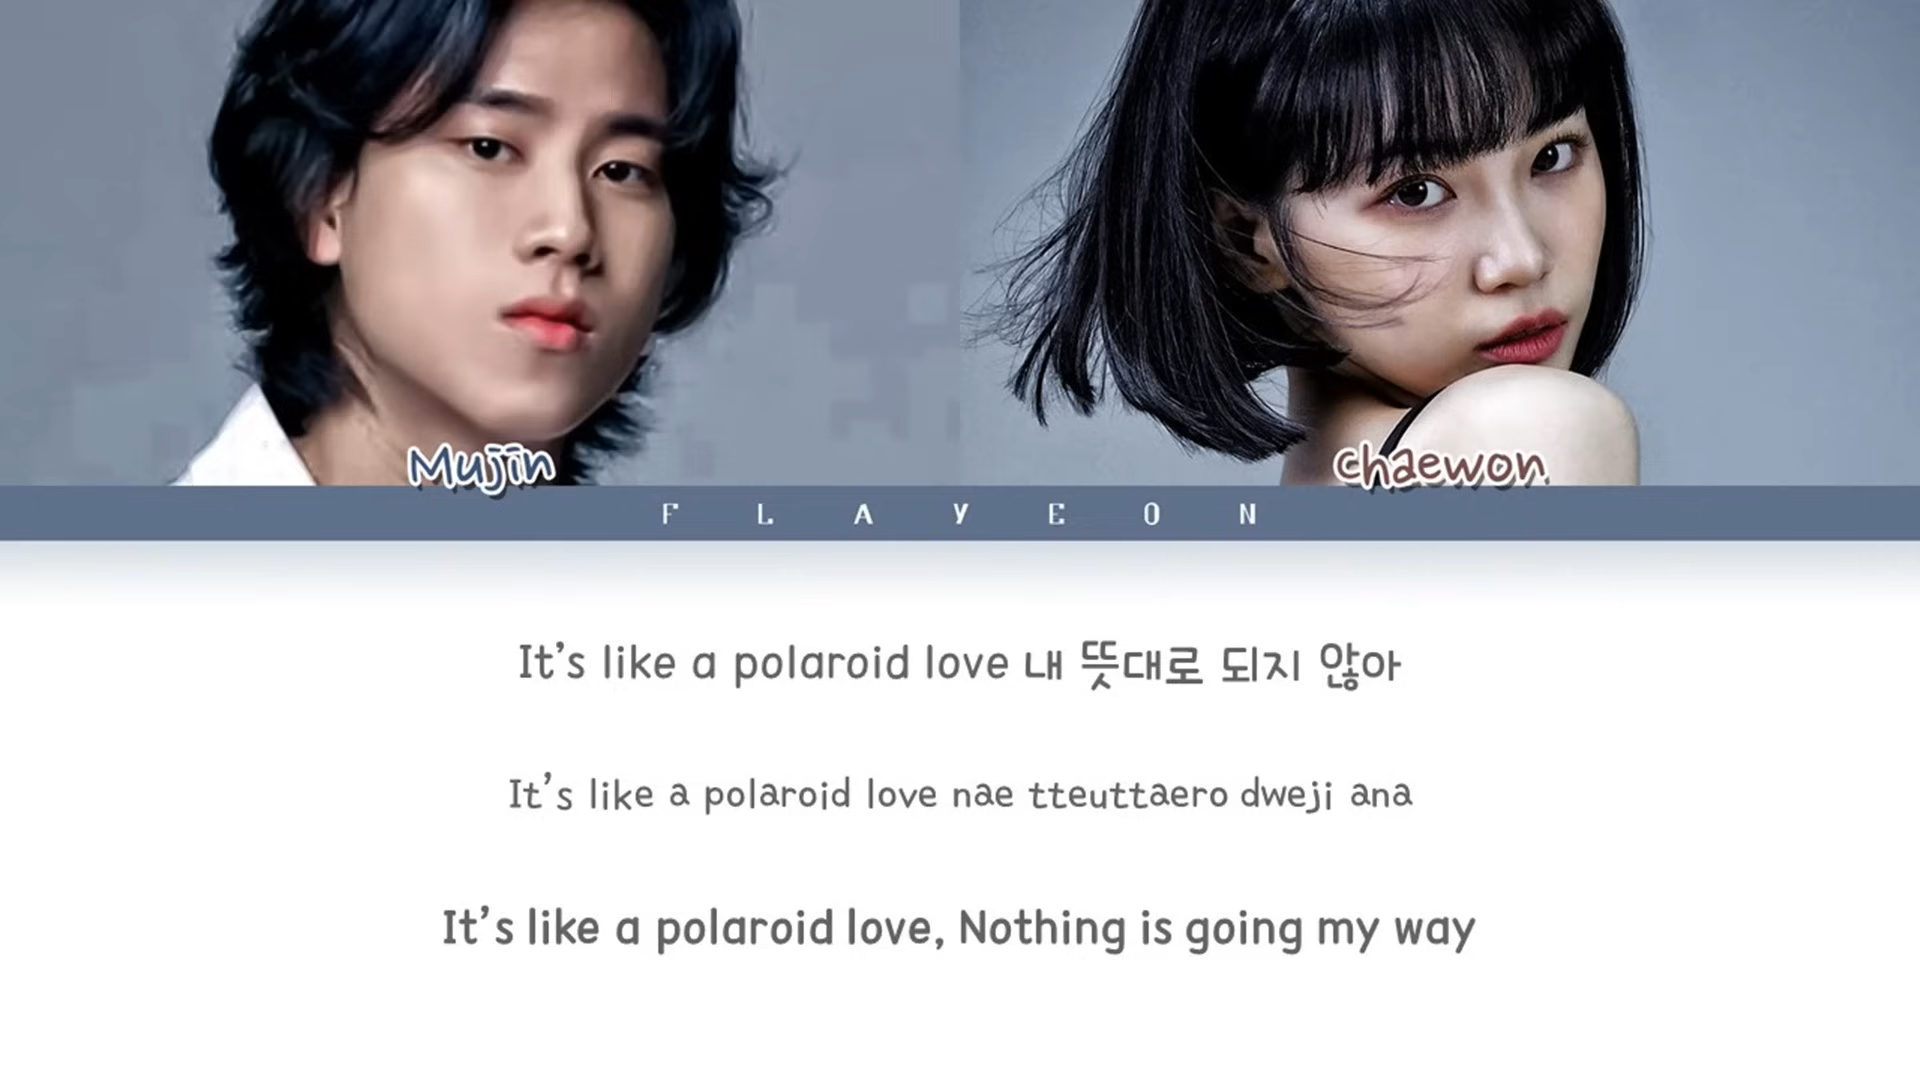 Mujin
chaewon
FLAYEON
It's like a polaroid love 내 뜻대로 되지 않아
It's like a polaroid love nae tteuttaero dweji ana
It's like a polaroid love, Nothing is going my way